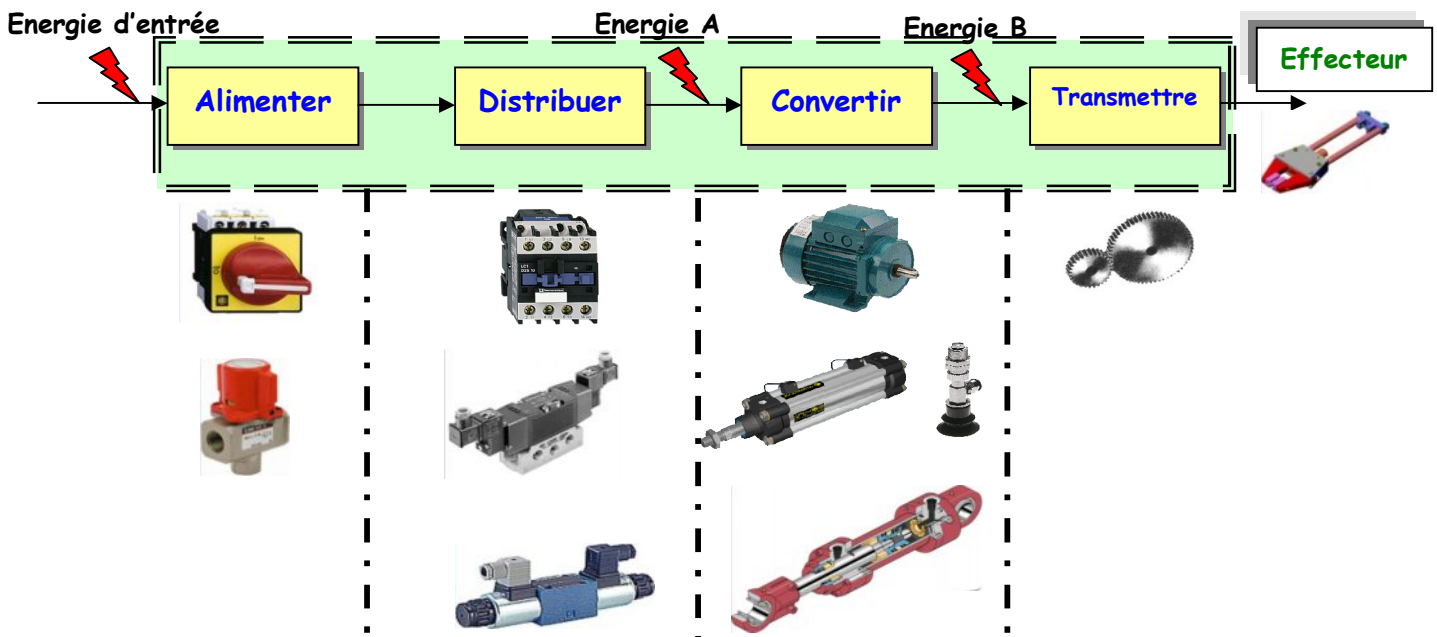 Energie d'entrée
Energie A
Energie B
Alimenter
Distribuer
Convertir
Transmettre
Effecteur